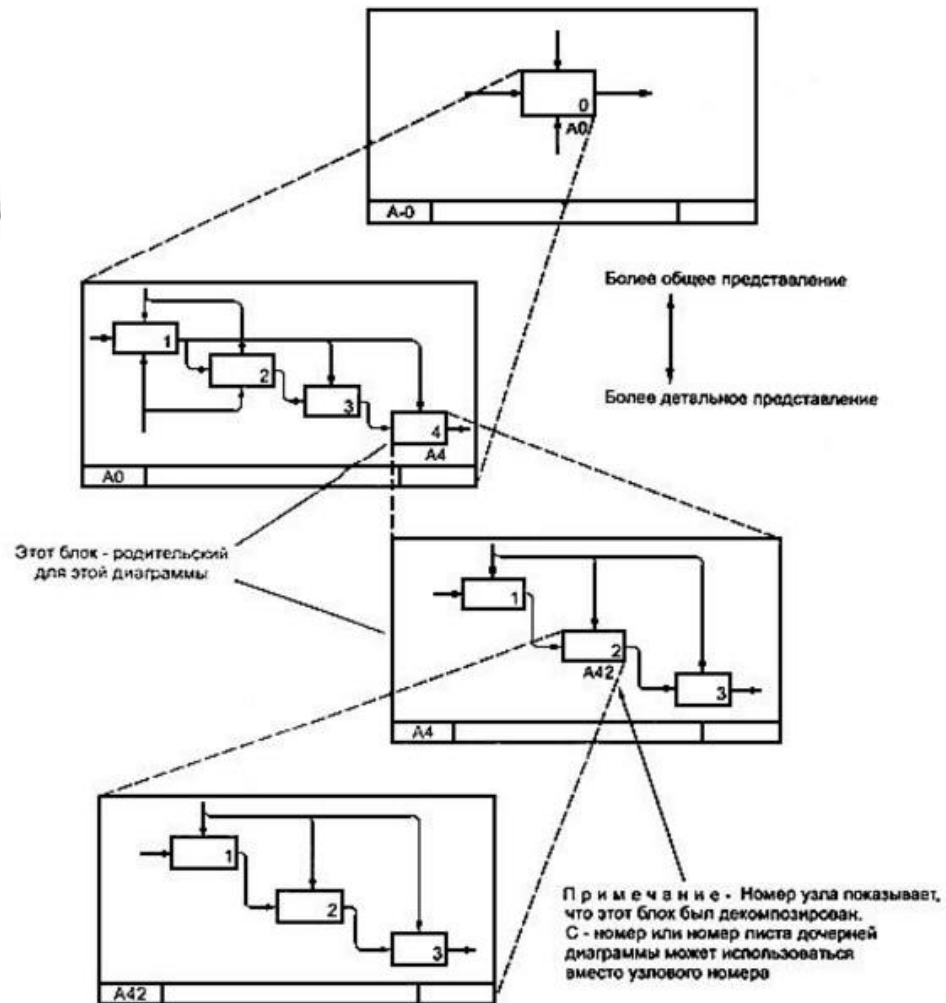 0
A0
A-0
Более общее представление
Более детальное представление
1
2
3
4
A4
A0
Этот блок - родительский
для этой диаграммы
1
2
A42
3
A4
1
2
3
A42
Примечание - Номер узла показывает,
что этот блок был декомпозирован.
С - номер или номер листа дочерней
диаграммы может использоваться
вместо узлового номера